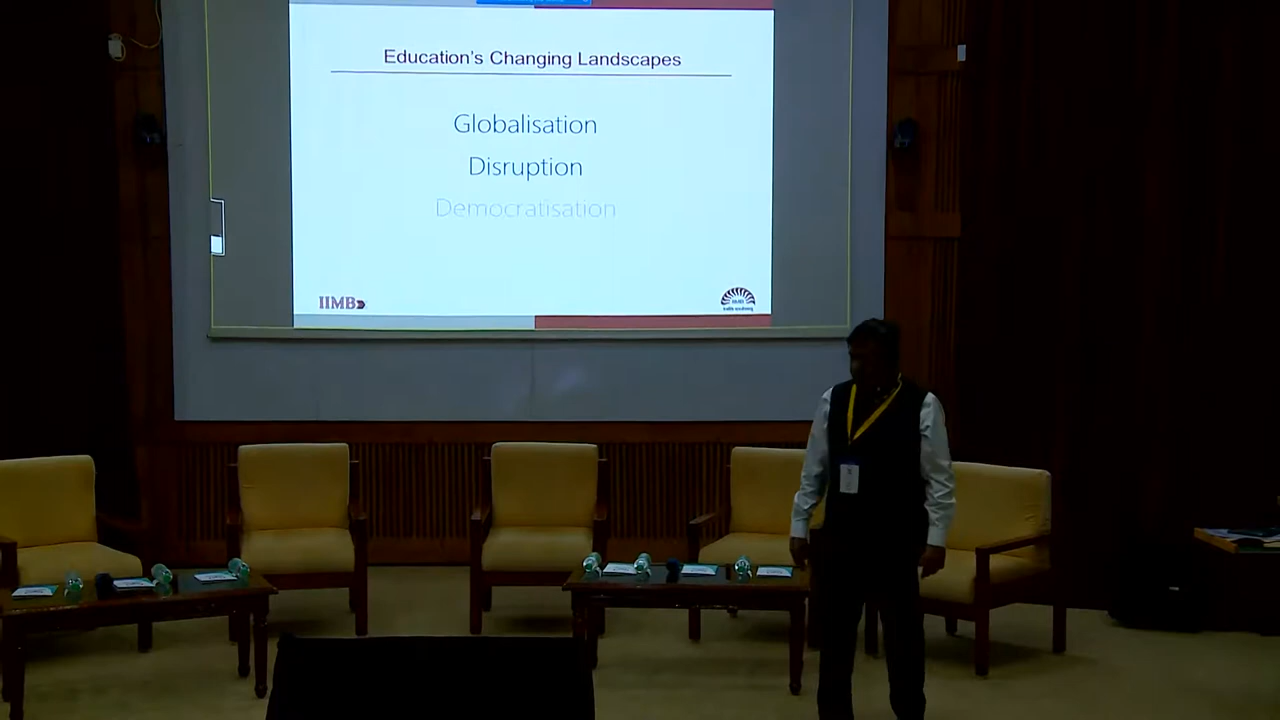 Education's Changing Landscapes
Globalisation
Disruption
Democratisation
IIMB